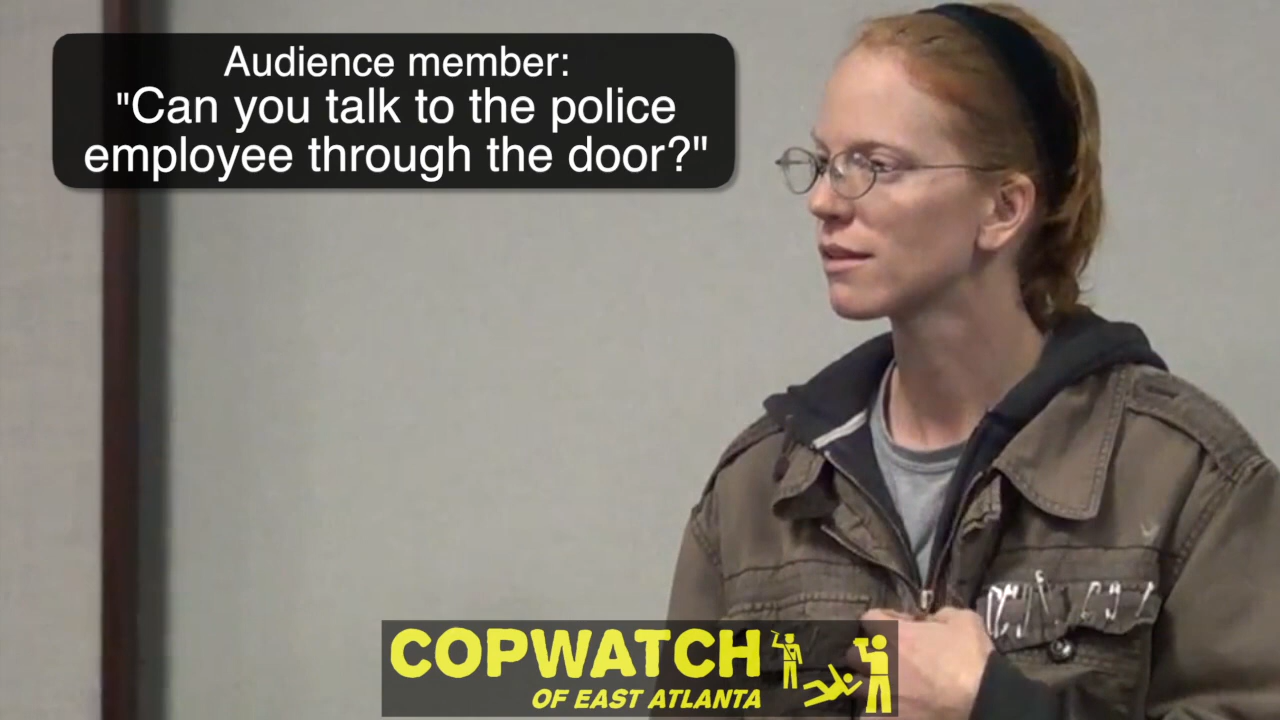 Audience member:
"Can you talk to the police
employee through the door?"
COPWATCH
OF EAST ATLANTA